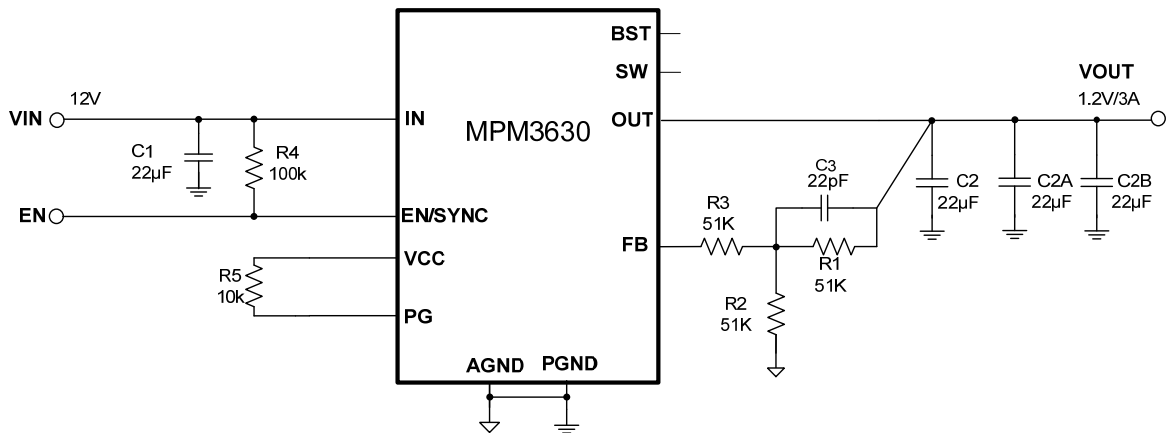 BST
SW
VOUT
1.2V/3A
12V
VIN
IN
MPM3630
OUT
C1
22µF
R4
100k
C3
22pF
C2
22µF
C2A
22µF
C2B
22µF
EN
EN/SYNC
R3
51K
FB
R1
51K
VCC
R5
10k
R2
51K
PG
AGND
PGND